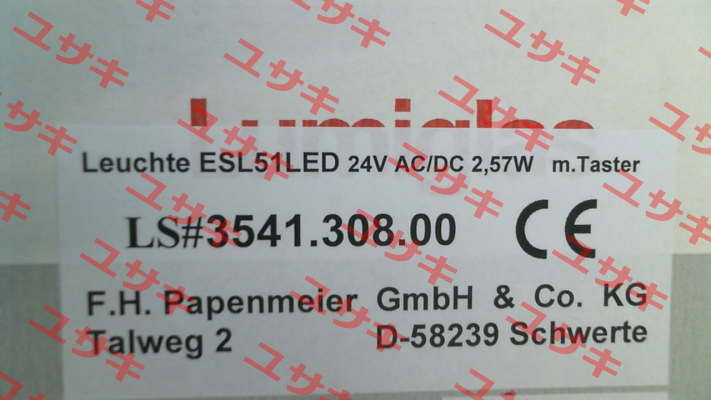 Lumiglas
Leuchte ESL51LED 24V AC/DC 2,57W m.Taster
LS#3541.308.00 CE
F.H. Papenmeier GmbH & Co. KG
Talweg 2 D-58239 Schwerte
ユサキ